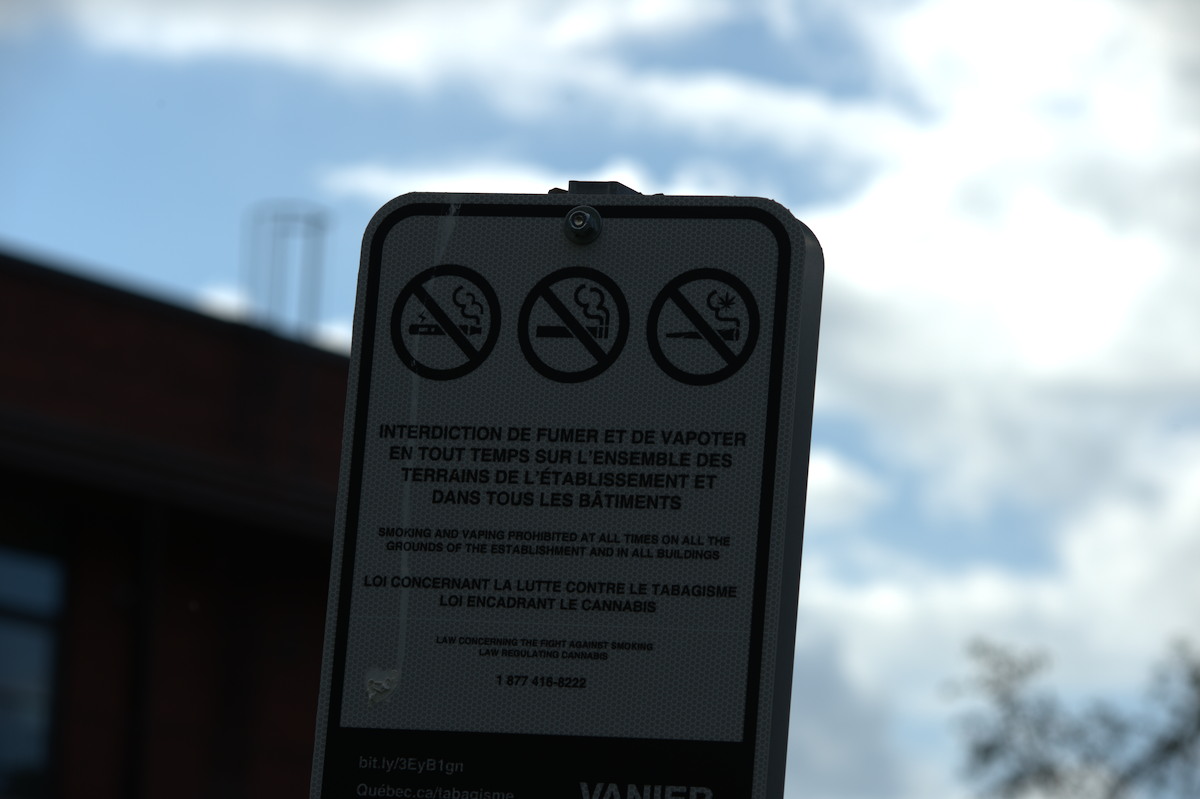 INTERDICTION DE FUMER ET DE VAPOTER
EN TOUT TEMPS SUR L'ENSEMBLE DES
TERRAINS DE L'ÉTABLISSEMENT ET
DANS TOUS LES BÂTIMENTS
SMOKING AND VAPING PROHIBITED AT ALL TIMES ON ALL THE
GROUNDS OF THE ESTABLISHMENT AND IN ALL BUILDINGS
LOI CONCERNANT LA LUTTE CONTRE LE TABAGISME
LOI ENCADRANT LE CANNABIS
LAW CONCERNING THE FIGHT AGAINST SMOKING
LAW REGULATING CANNABIS
1 877 416-8222
bit.ly/3EyB1gn
Québec.ca/tabagisme
VANIER